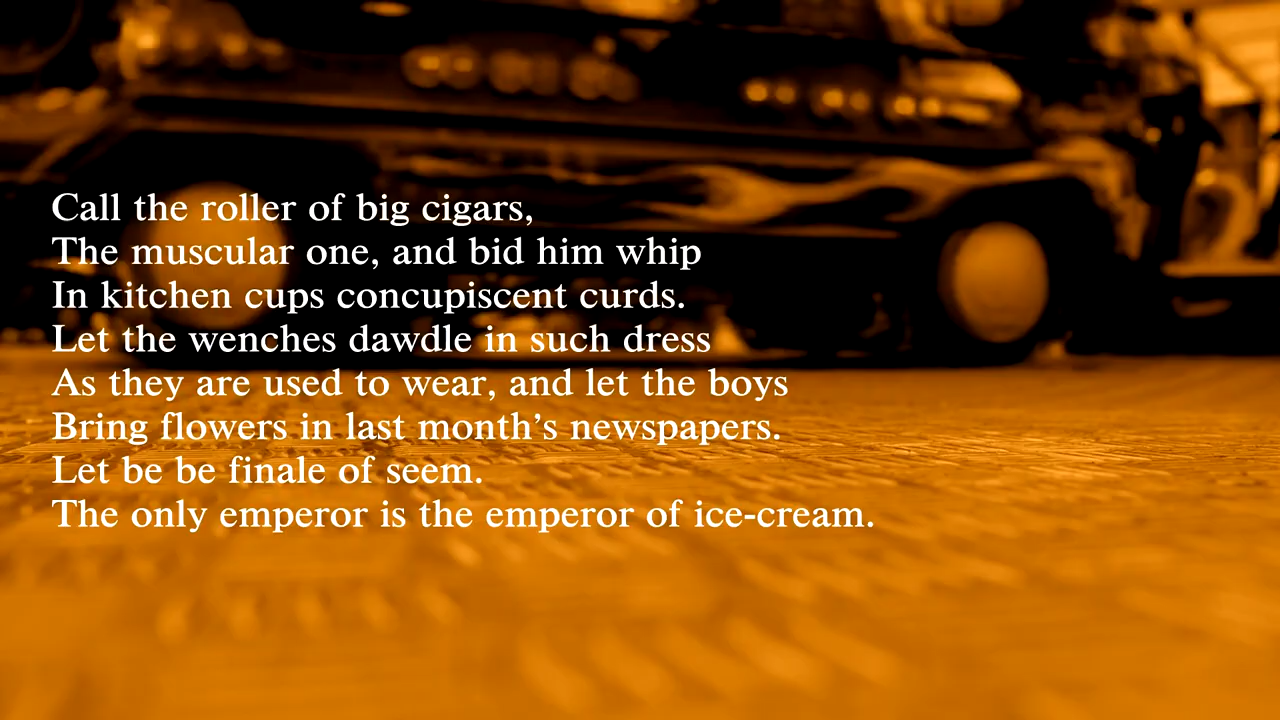 Call the roller of big cigars,
The muscular one, and bid him whip
In kitchen cups concupiscent curds.
Let the wenches dawdle in such dress
As they are used to wear, and let the boys
Bring flowers in last month’s newspapers.
Let be be finale of seem.
The only emperor is the emperor of ice-cream.